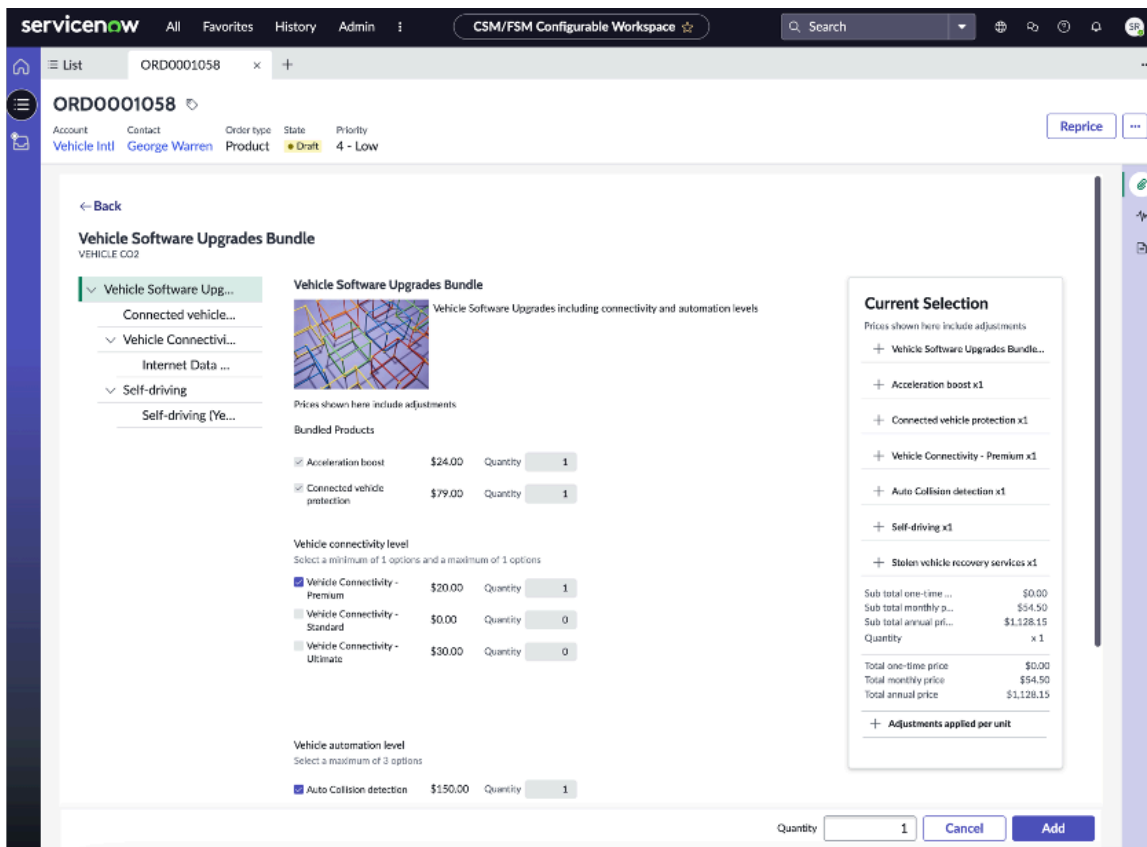 servicenow All Favorites History Admin CSM/FSM Configurable Workspace Search SR
List ORD0001058 × +
ORD0001058
Account Contact Order type State Priority
Vehicle Intl George Warren Product Draft 4 - Low
Reprice ...
← Back
Vehicle Software Upgrades Bundle
VEHICLE CO2
Vehicle Software Upg...
Connected vehicle...
Vehicle Connectivi...
Internet Data ...
Self-driving
Self-driving (Ye...
Vehicle Software Upgrades Bundle
Vehicle Software Upgrades including connectivity and automation levels
Prices shown here include adjustments
Bundled Products
Acceleration boost $24.00 Quantity 1
Connected vehicle protection $79.00 Quantity 1
Vehicle connectivity level
Select a minimum of 1 options and a maximum of 1 options
Vehicle Connectivity - Premium $20.00 Quantity 1
Vehicle Connectivity - Standard $0.00 Quantity 0
Vehicle Connectivity - Ultimate $30.00 Quantity 0
Vehicle automation level
Select a maximum of 3 options
Auto Collision detection $150.00 Quantity 1
Current Selection
Prices shown here include adjustments
+ Vehicle Software Upgrades Bundle...
+ Acceleration boost x1
+ Connected vehicle protection x1
+ Vehicle Connectivity - Premium x1
+ Auto Collision detection x1
+ Self-driving x1
+ Stolen vehicle recovery services x1
Sub total one-time ... $0.00
Sub total monthly p... $54.50
Sub total annual pri... $1,128.15
Quantity x 1
Total one-time price $0.00
Total monthly price $54.50
Total annual price $1,128.15
+ Adjustments applied per unit
Quantity 1 Cancel Add